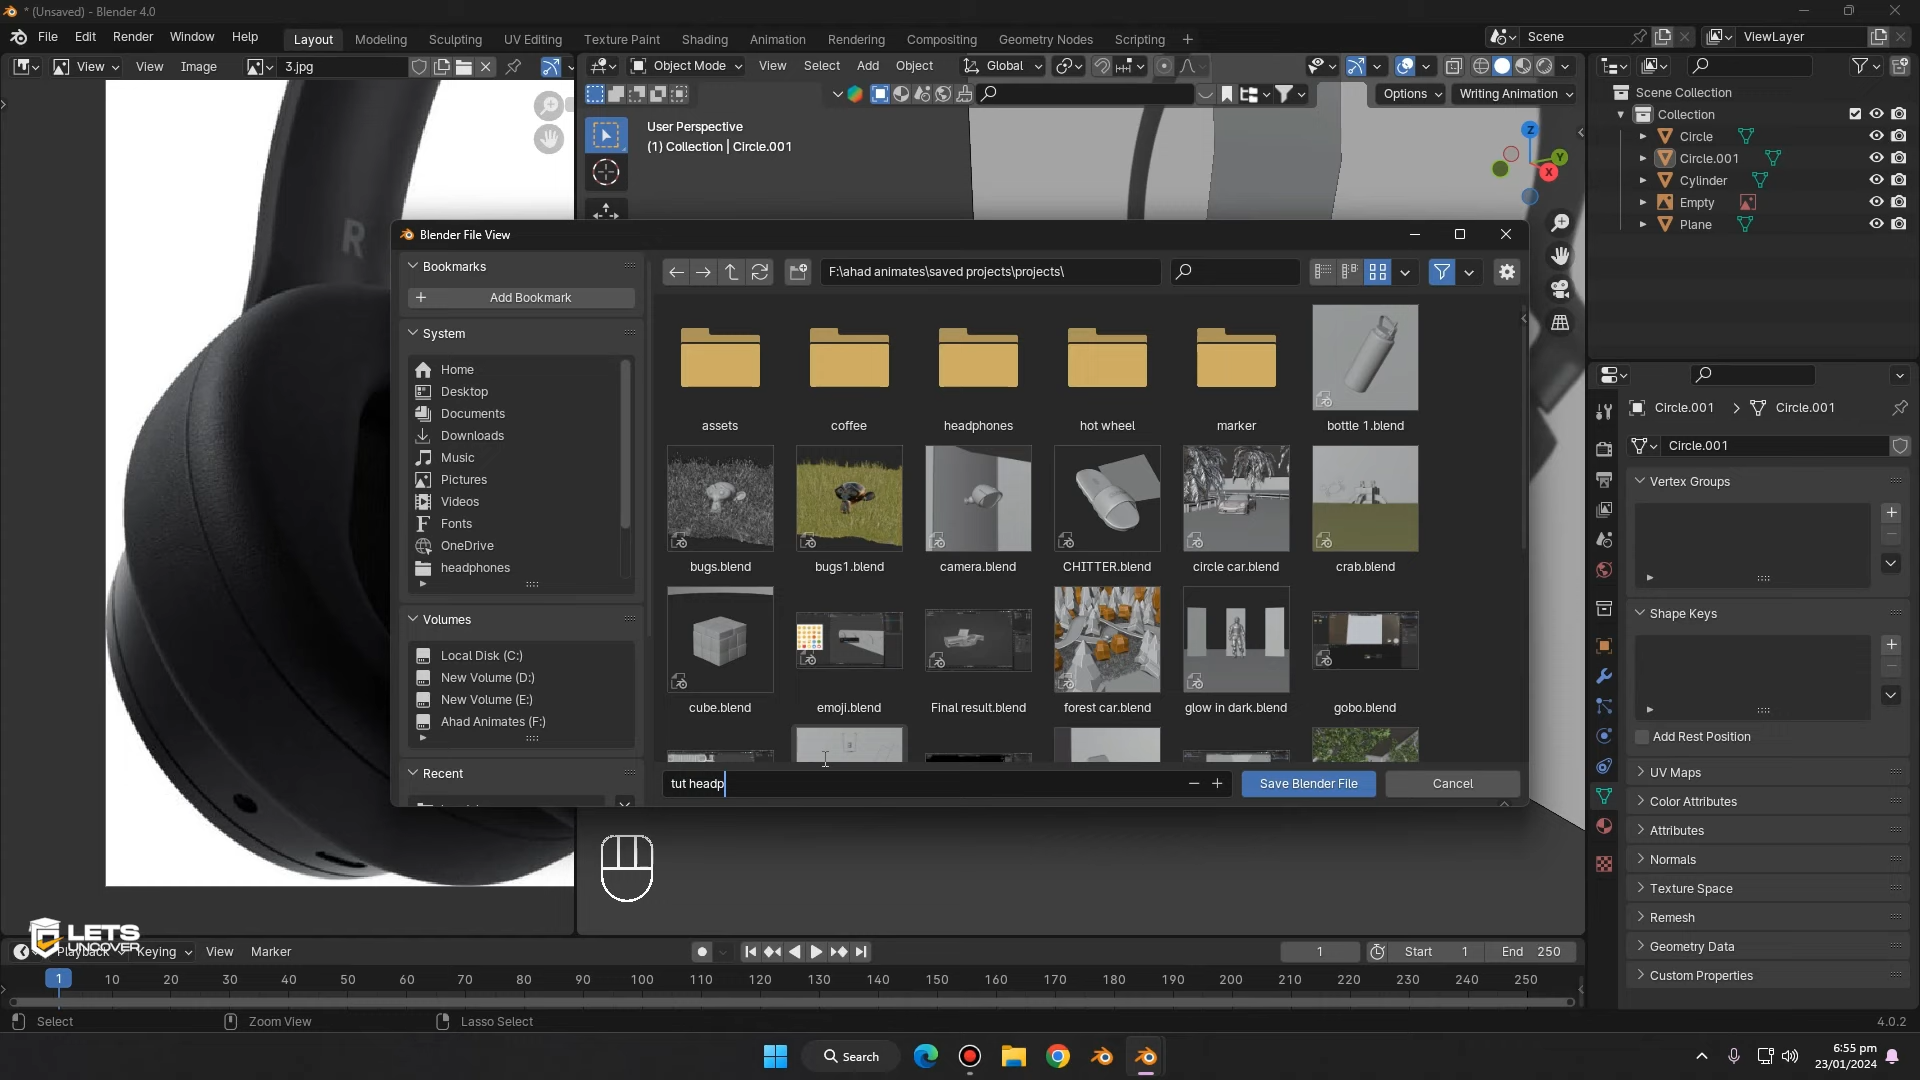 * (Unsaved) - Blender 4.0
File Edit Render Window Help Layout Modeling Sculpting UV Editing Texture Paint Shading Animation Rendering Compositing Geometry Nodes Scripting + Scene ViewLayer
View View Image 3.jpg Object Mode View Select Add Object Global
Options Writing Animation
User Perspective
(1) Collection | Circle.001
Z
Y
X
R
Scene Collection
Collection
Circle
Circle.001
Cylinder
Empty
Plane
Blender File View
Bookmarks
Add Bookmark
System
Home
Desktop
Documents
Downloads
Music
Pictures
Videos
Fonts
OneDrive
headphones
Volumes
Local Disk (C:)
New Volume (D:)
New Volume (E:)
Ahad Animates (F:)
Recent
F:\ahad animates\saved projects\projects\
assets coffee headphones hot wheel marker bottle 1.blend
bugs.blend bugs1.blend camera.blend CHITTER.blend circle car.blend crab.blend
cube.blend emoji.blend Final result.blend forest car.blend glow in dark.blend gobo.blend
tut headp
Save Blender File Cancel
Circle.001 > Circle.001
Circle.001
Vertex Groups
Shape Keys
Add Rest Position
UV Maps
Color Attributes
Attributes
Normals
Texture Space
Remesh
Geometry Data
Custom Properties
LETS
UNCOVER
Playback Keying View Marker 1 Start 1 End 250
1 10 20 30 40 50 60 70 80 90 100 110 120 130 140 150 160 170 180 190 200 210 220 230 240 250
Select Zoom View Lasso Select 4.0.2
Search
6:55 pm
23/01/2024